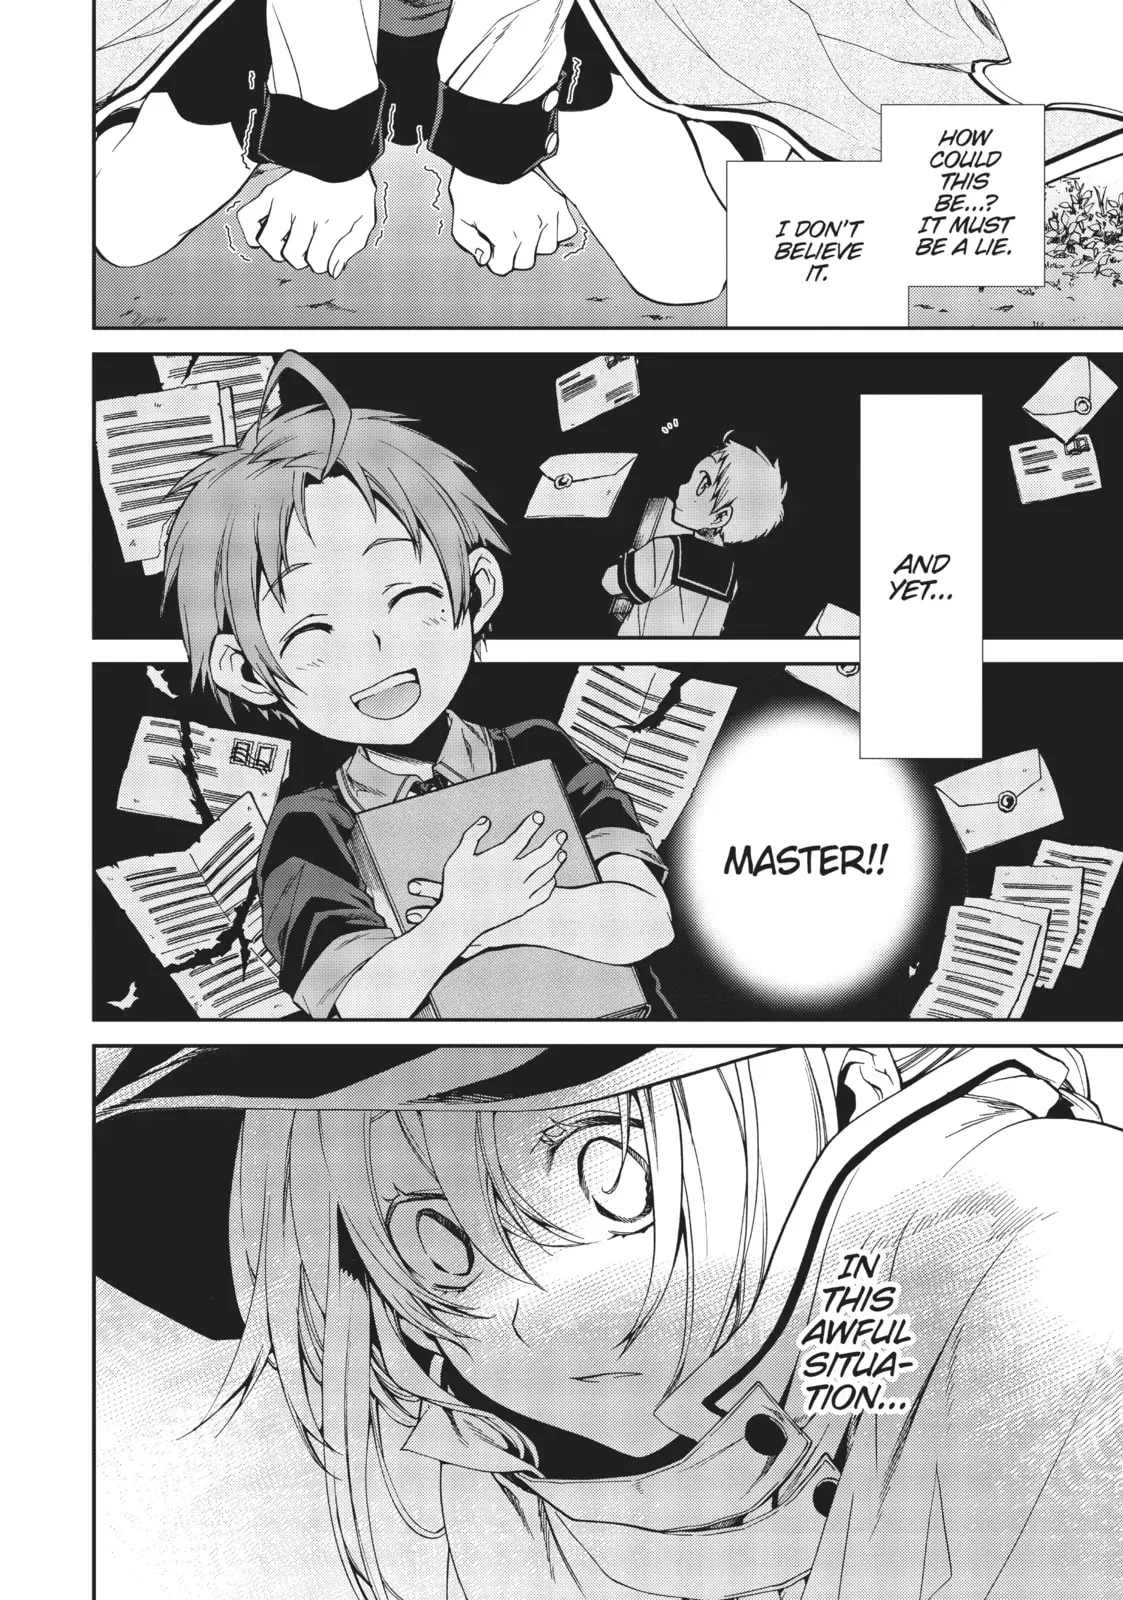 HOW
COULD
THIS
BE...?
IT MUST
BE A LIE.
I DON'T
BELIEVE
IT.
AND
YET...
MASTER!!
IN
THIS
AWFUL
SITUA-
TION...